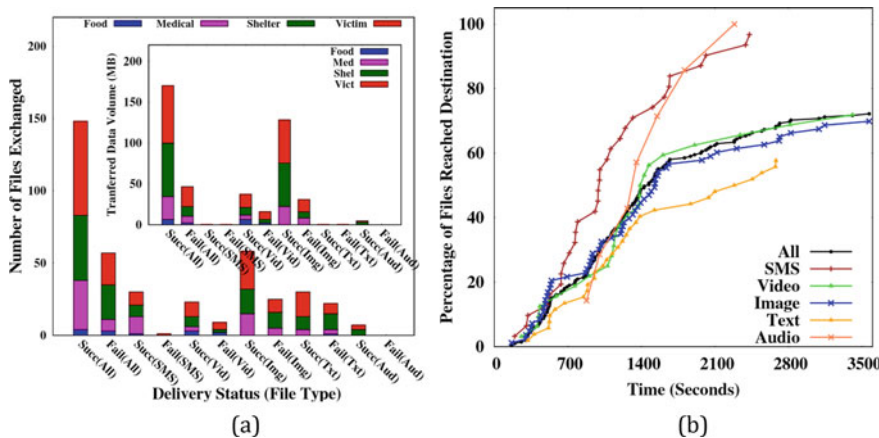 Food Medical Shelter Victim
Number of Files Exchanged
200
150
100
50
0
Tranferred Data Volume (MB)
200
150
100
50
0
Food
Med
Shel
Vict
Succ(All)
Fail(All)
Succ(SMS)
Fail(SMS)
Succ(Vid)
Fail(Vid)
Succ(Img)
Fail(Img)
Succ(Txt)
Fail(Txt)
Succ(Aud)
Fail(Aud)
Succ(All)
Fail(All)
Succ(SMS)
Fail(SMS)
Succ(Vid)
Fail(Vid)
Succ(Img)
Fail(Img)
Succ(Txt)
Fail(Txt)
Succ(Aud)
Fail(Aud)
Delivery Status (File Type)
(a)
Percentage of Files Reached Destination
100
80
60
40
20
0
All
SMS
Video
Image
Text
Audio
0 700 1400 2100 2800 3500
Time (Seconds)
(b)